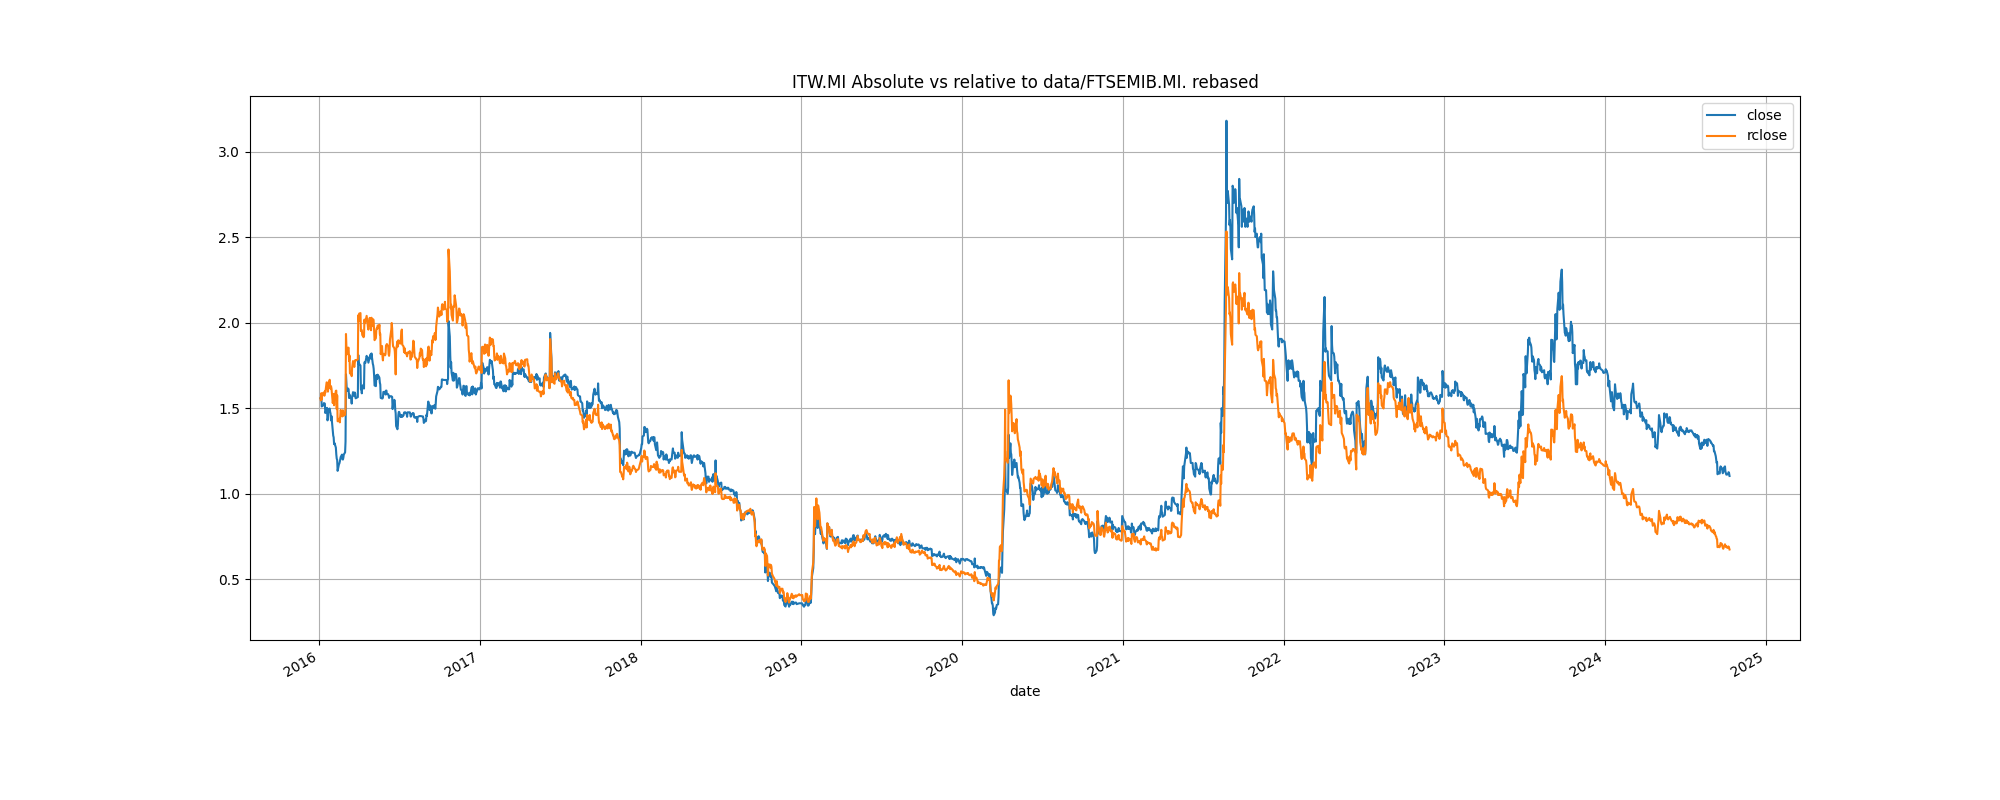 ITW.MI Absolute vs relative to data/FTSEMIB.MI. rebased
close
rclose
3.0
2.5
2.0
1.5
1.0
0.5
2016 2017 2018 2019 2020 2021 2022 2023 2024 2025
date